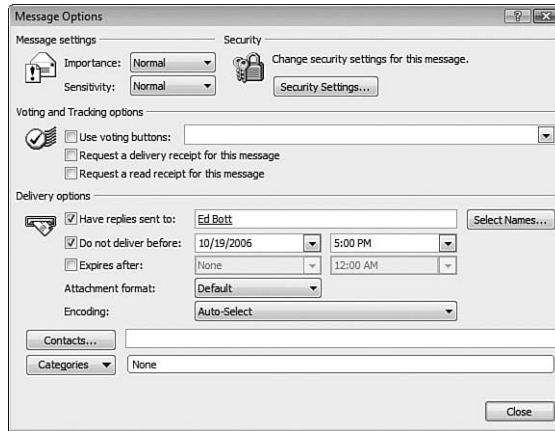 Message Options
Message settings
Security
Importance: Normal
Change security settings for this message.
Sensitivity: Normal
Security Settings...
Voting and Tracking options
Use voting buttons:
Request a delivery receipt for this message
Request a read receipt for this message
Delivery options
Have replies sent to: Ed Bott Select Names...
Do not deliver before: 10/19/2006 5:00 PM
Expires after: None 12:00 AM
Attachment format: Default
Encoding: Auto-Select
Contacts...
Categories None
Close